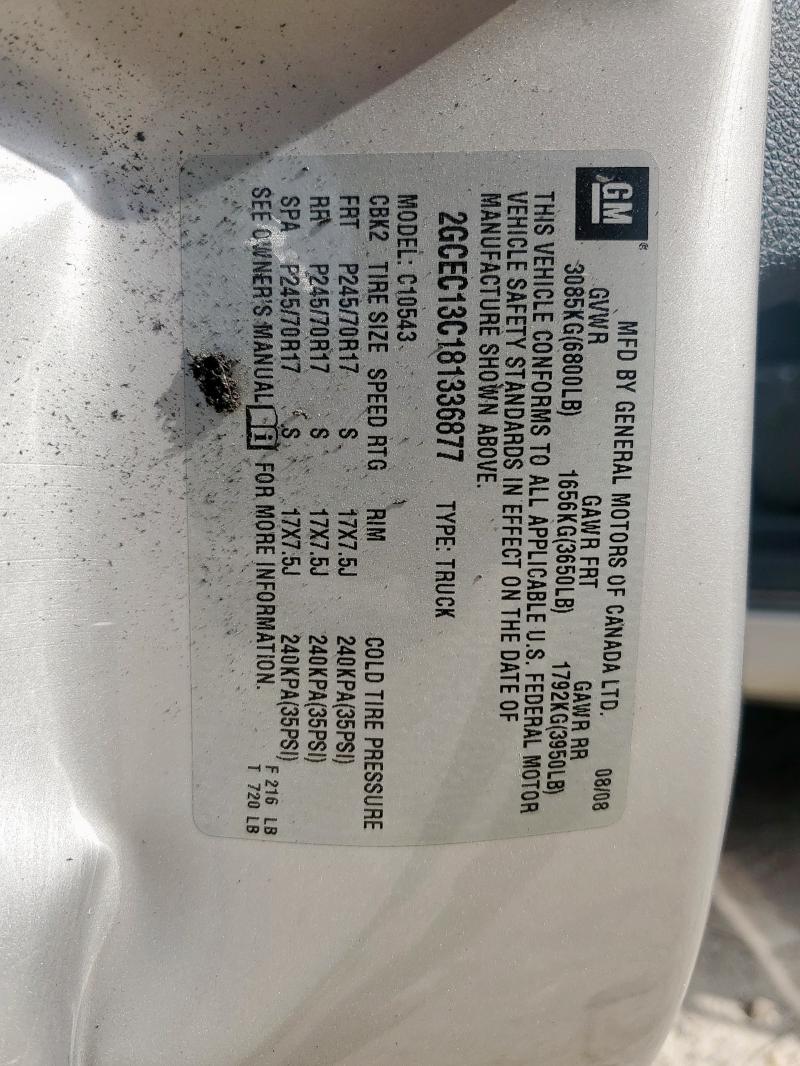 GM®
MFD BY GENERAL MOTORS OF CANADA LTD. 08/08
GVWR GAWR FRT GAWR RR
3085KG(6800LB) 1656KG(3650LB) 1792KG(3950LB)
THIS VEHICLE CONFORMS TO ALL APPLICABLE U.S. FEDERAL MOTOR
VEHICLE SAFETY STANDARDS IN EFFECT ON THE DATE OF
MANUFACTURE SHOWN ABOVE.
2GCEC13C181336877 TYPE: TRUCK
MODEL: C10543
CBK2 TIRE SIZE SPEED RTG RIM COLD TIRE PRESSURE
FRT P245/70R17 S 17X7.5J 240KPA(35PSI)
RR P245/70R17 S 17X7.5J 240KPA(35PSI)
SPA P245/70R17 S 17X7.5J 240KPA(35PSI)
SEE OWNER'S MANUAL FOR MORE INFORMATION.
F 216 LB
T 720 LB